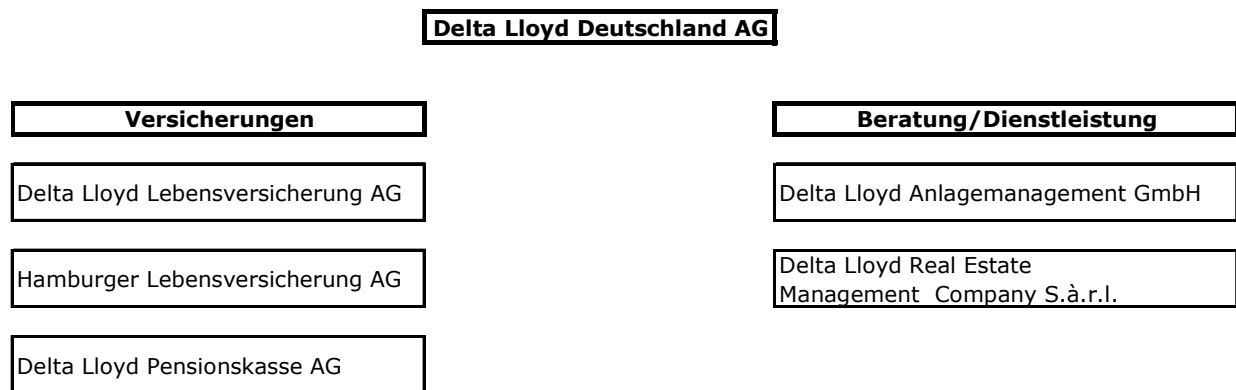 Delta Lloyd Deutschland AG
Versicherungen
Beratung/Dienstleistung
Delta Lloyd Lebensversicherung AG
Delta Lloyd Anlagemanagement GmbH
Hamburger Lebensversicherung AG
Delta Lloyd Real Estate
Management Company S.à.r.l.
Delta Lloyd Pensionskasse AG